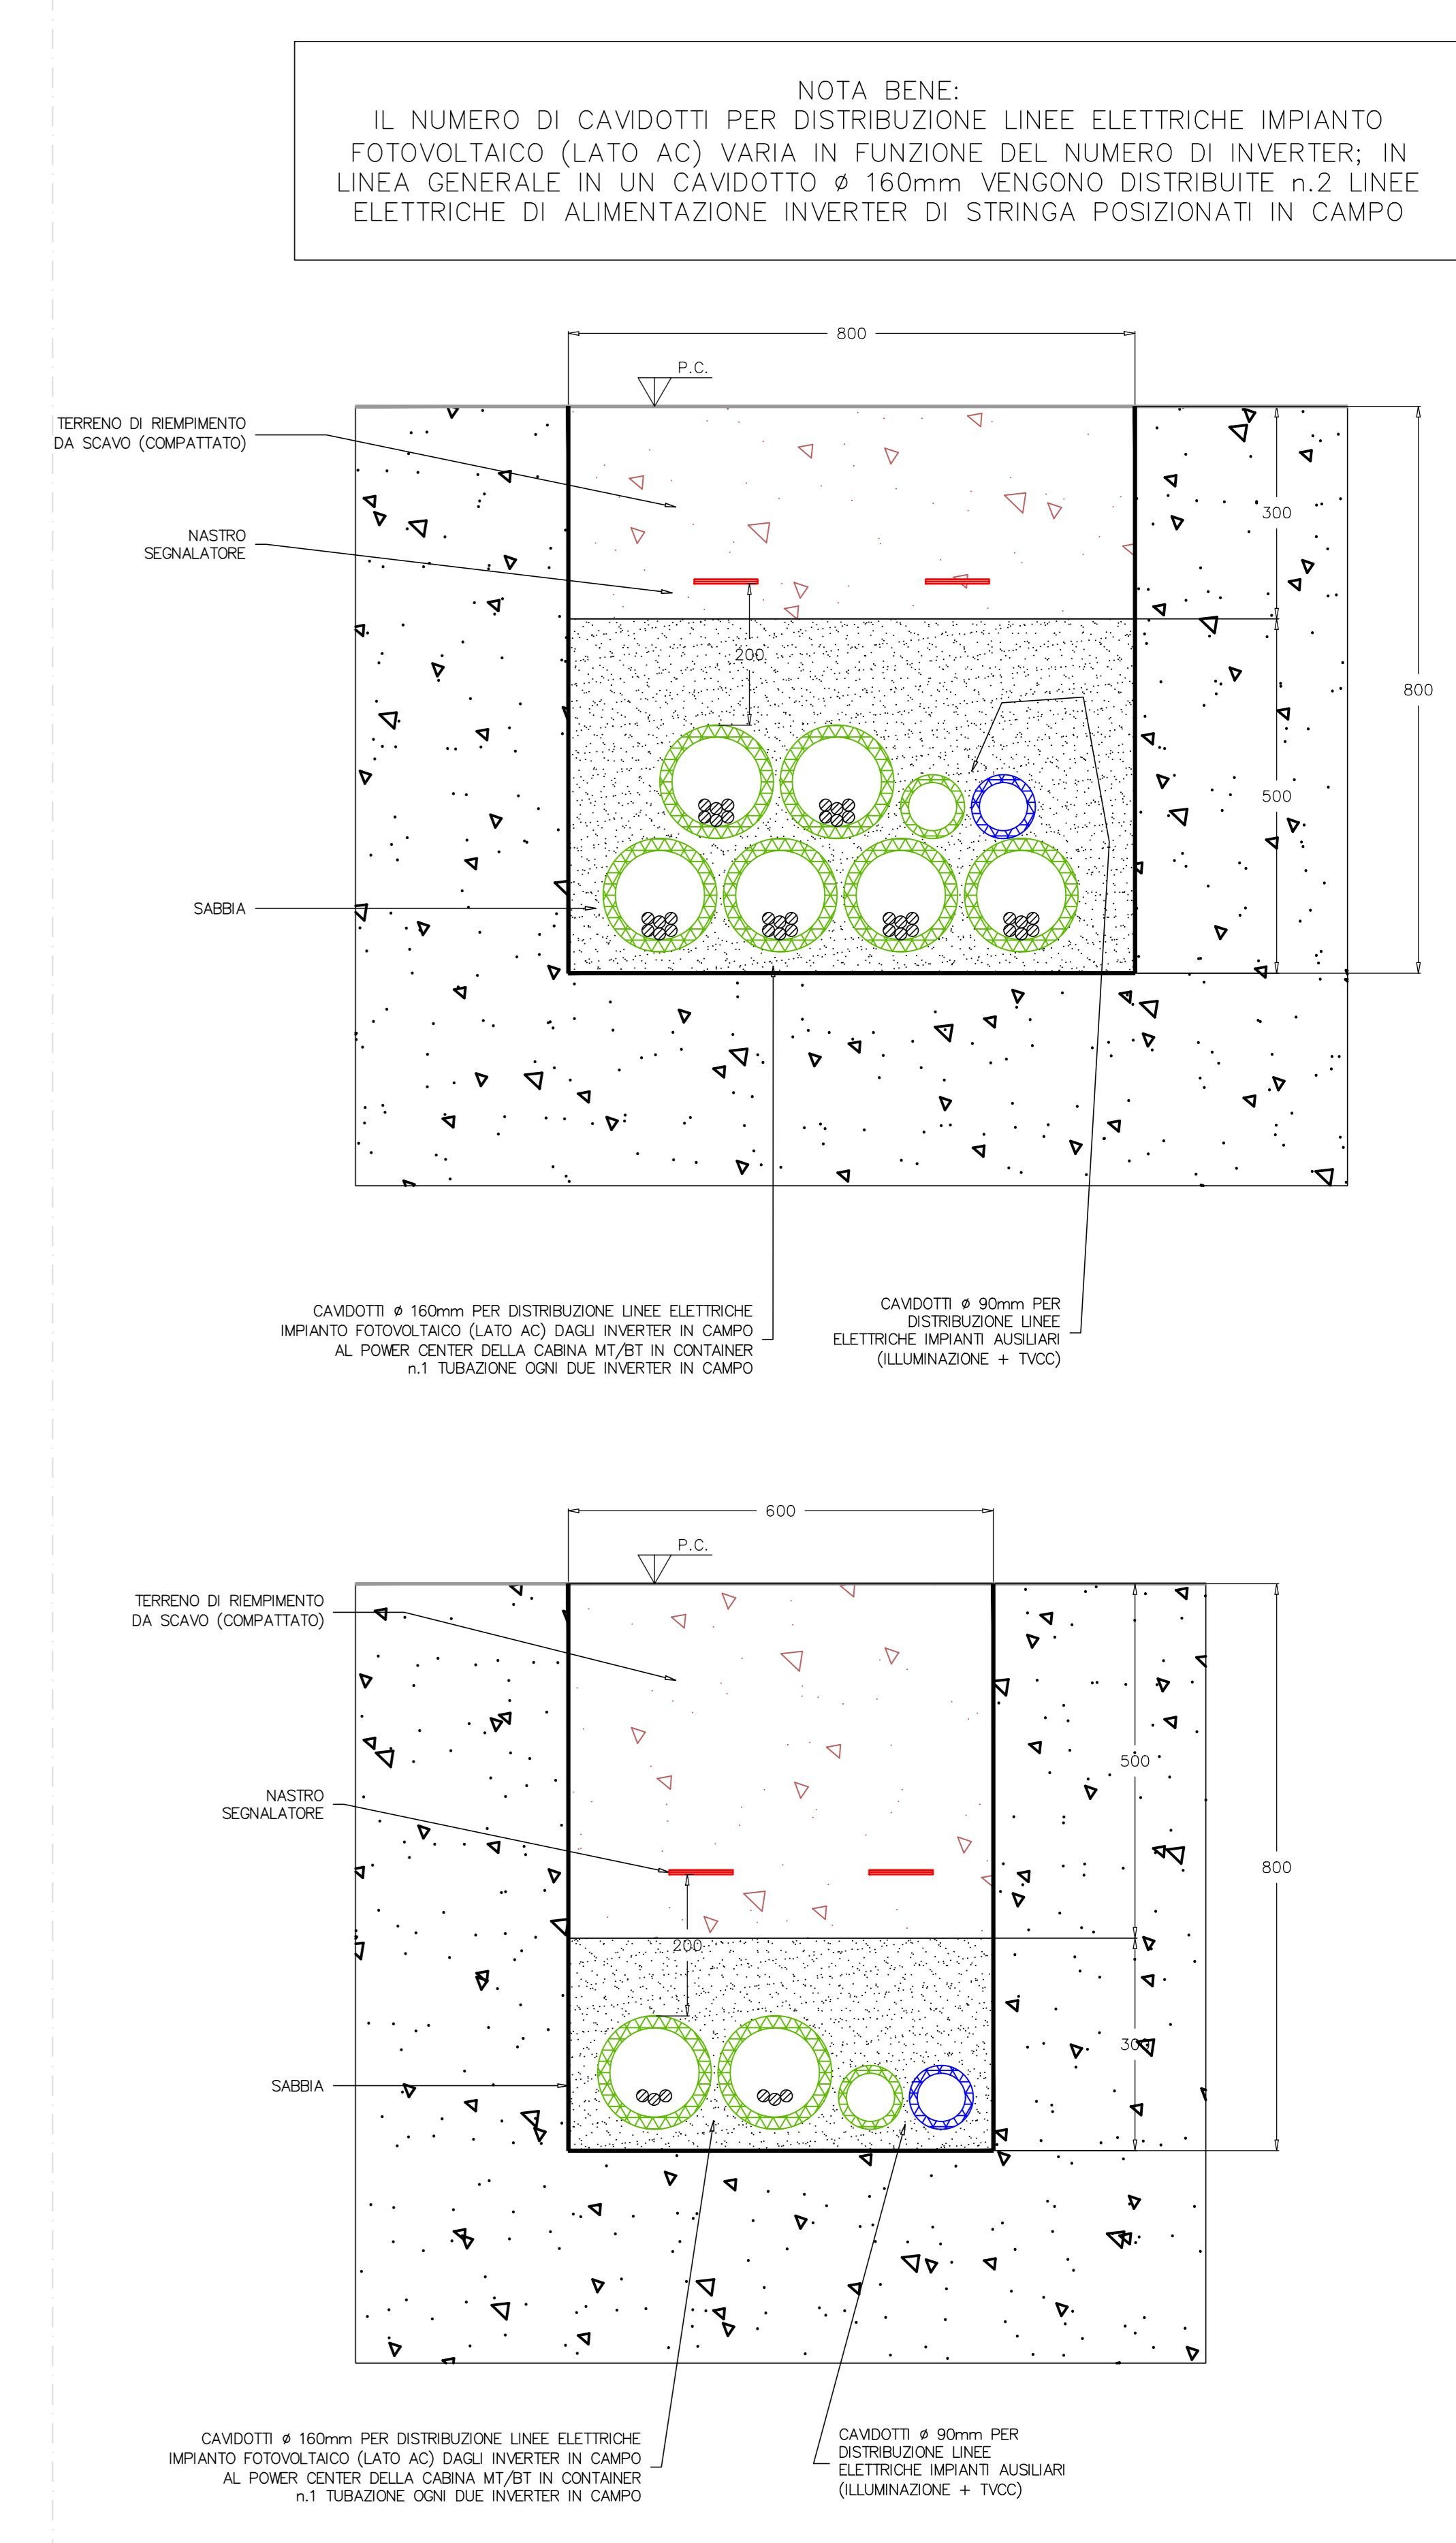 NOTA BENE:
IL NUMERO DI CAVIDOTTI PER DISTRIBUZIONE LINEE ELETTRICHE IMPIANTO
FOTOVOLTAICO (LATO AC) VARIA IN FUNZIONE DEL NUMERO DI INVERTER; IN
LINEA GENERALE IN UN CAVIDOTTO ø 160mm VENGONO DISTRIBUITE n.2 LINEE
ELETTRICHE DI ALIMENTAZIONE INVERTER DI STRINGA POSIZIONATI IN CAMPO
800
P.C.
TERRENO DI RIEMPIMENTO
DA SCAVO (COMPATTATO)
300
NASTRO
SEGNALATORE
200
800
500
SABBIA
CAVIDOTTI ø 160mm PER DISTRIBUZIONE LINEE ELETTRICHE
IMPIANTO FOTOVOLTAICO (LATO AC) DAGLI INVERTER IN CAMPO
AL POWER CENTER DELLA CABINA MT/BT IN CONTAINER
n.1 TUBAZIONE OGNI DUE INVERTER IN CAMPO
CAVIDOTTI ø 90mm PER
DISTRIBUZIONE LINEE
ELETTRICHE IMPIANTI AUSILIARI
(ILLUMINAZIONE + TVCC)
600
P.C.
TERRENO DI RIEMPIMENTO
DA SCAVO (COMPATTATO)
500
NASTRO
SEGNALATORE
800
200
300
SABBIA
CAVIDOTTI ø 160mm PER DISTRIBUZIONE LINEE ELETTRICHE
IMPIANTO FOTOVOLTAICO (LATO AC) DAGLI INVERTER IN CAMPO
AL POWER CENTER DELLA CABINA MT/BT IN CONTAINER
n.1 TUBAZIONE OGNI DUE INVERTER IN CAMPO
CAVIDOTTI ø 90mm PER
DISTRIBUZIONE LINEE
ELETTRICHE IMPIANTI AUSILIARI
(ILLUMINAZIONE + TVCC)